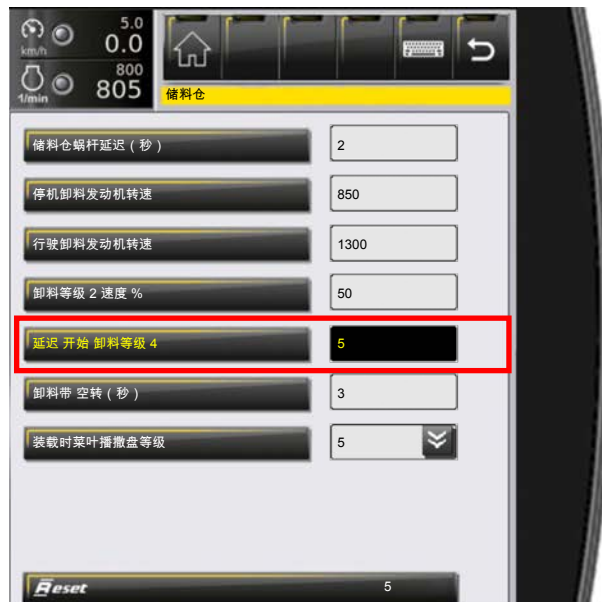 5.0
km/h 0.0
800
1/min 805
储料仓
储料仓蜗杆延迟（秒） 2
停机卸料发动机转速 850
行驶卸料发动机转速 1300
卸料等级 2 速度 % 50
延迟 开始 卸料等级 4 5
卸料带 空转（秒） 3
装载时菜叶播撒盘等级 5
Reset 5